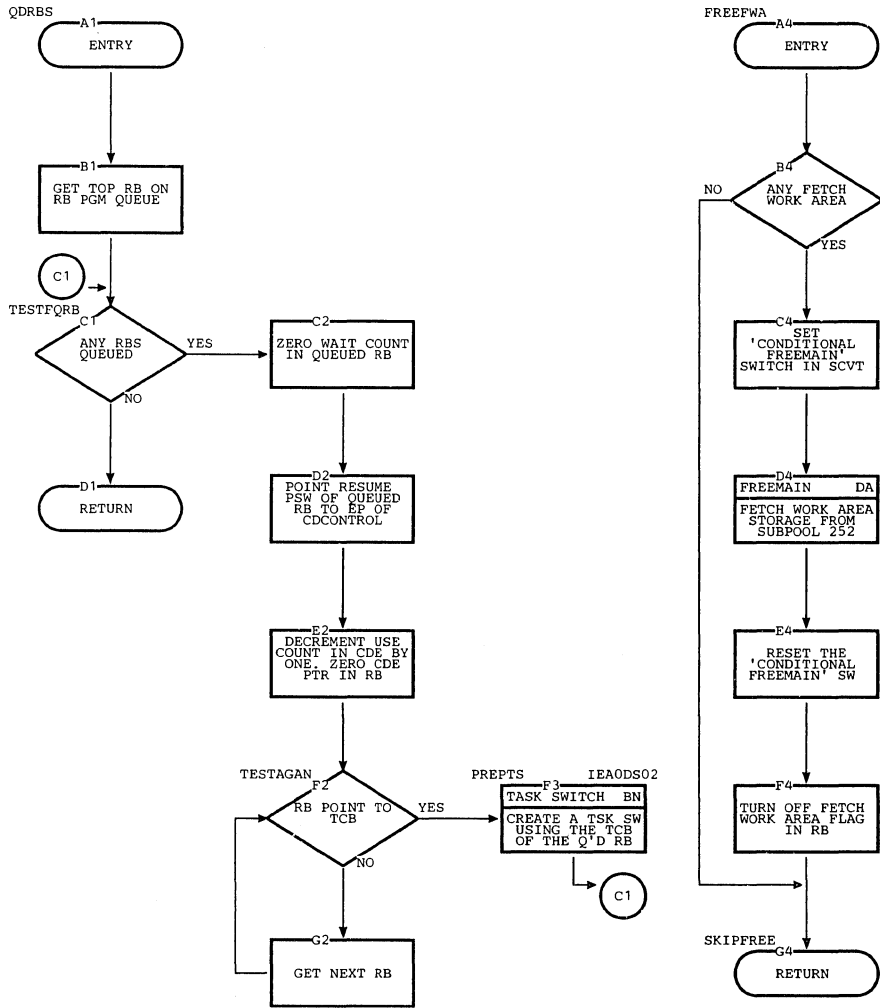 QDRBS
A1
ENTRY
B1
GET TOP RB ON
RB PGM QUEUE
C1
TESTFQRB
C1
ANY RBS
QUEUED
YES
NO
D1
RETURN
C2
ZERO WAIT COUNT
IN QUEUED RB
D2
POINT RESUME
PSW OF QUEUED
RB TO EP OF
CDCONTROL
E2
DECREMENT USE
COUNT IN CDE BY
ONE. ZERO CDE
PTR IN RB
TESTAGAN
F2
RB POINT TO
TCB
YES
NO
G2
GET NEXT RB
PREPTS IEA0DS02
F3
TASK SWITCH BN
CREATE A TSK SW
USING THE TCB
OF THE Q'D RB
C1
FREEFWA
A4
ENTRY
B4
ANY FETCH
WORK AREA
NO
YES
C4
SET
'CONDITIONAL
FREEMAIN'
SWITCH IN SCVT
D4
FREEMAIN DA
FETCH WORK AREA
STORAGE FROM
SUBPOOL 252
E4
RESET THE
'CONDITIONAL
FREEMAIN' SW
F4
TURN OFF FETCH
WORK AREA FLAG
IN RB
SKIPFREE
G4
RETURN